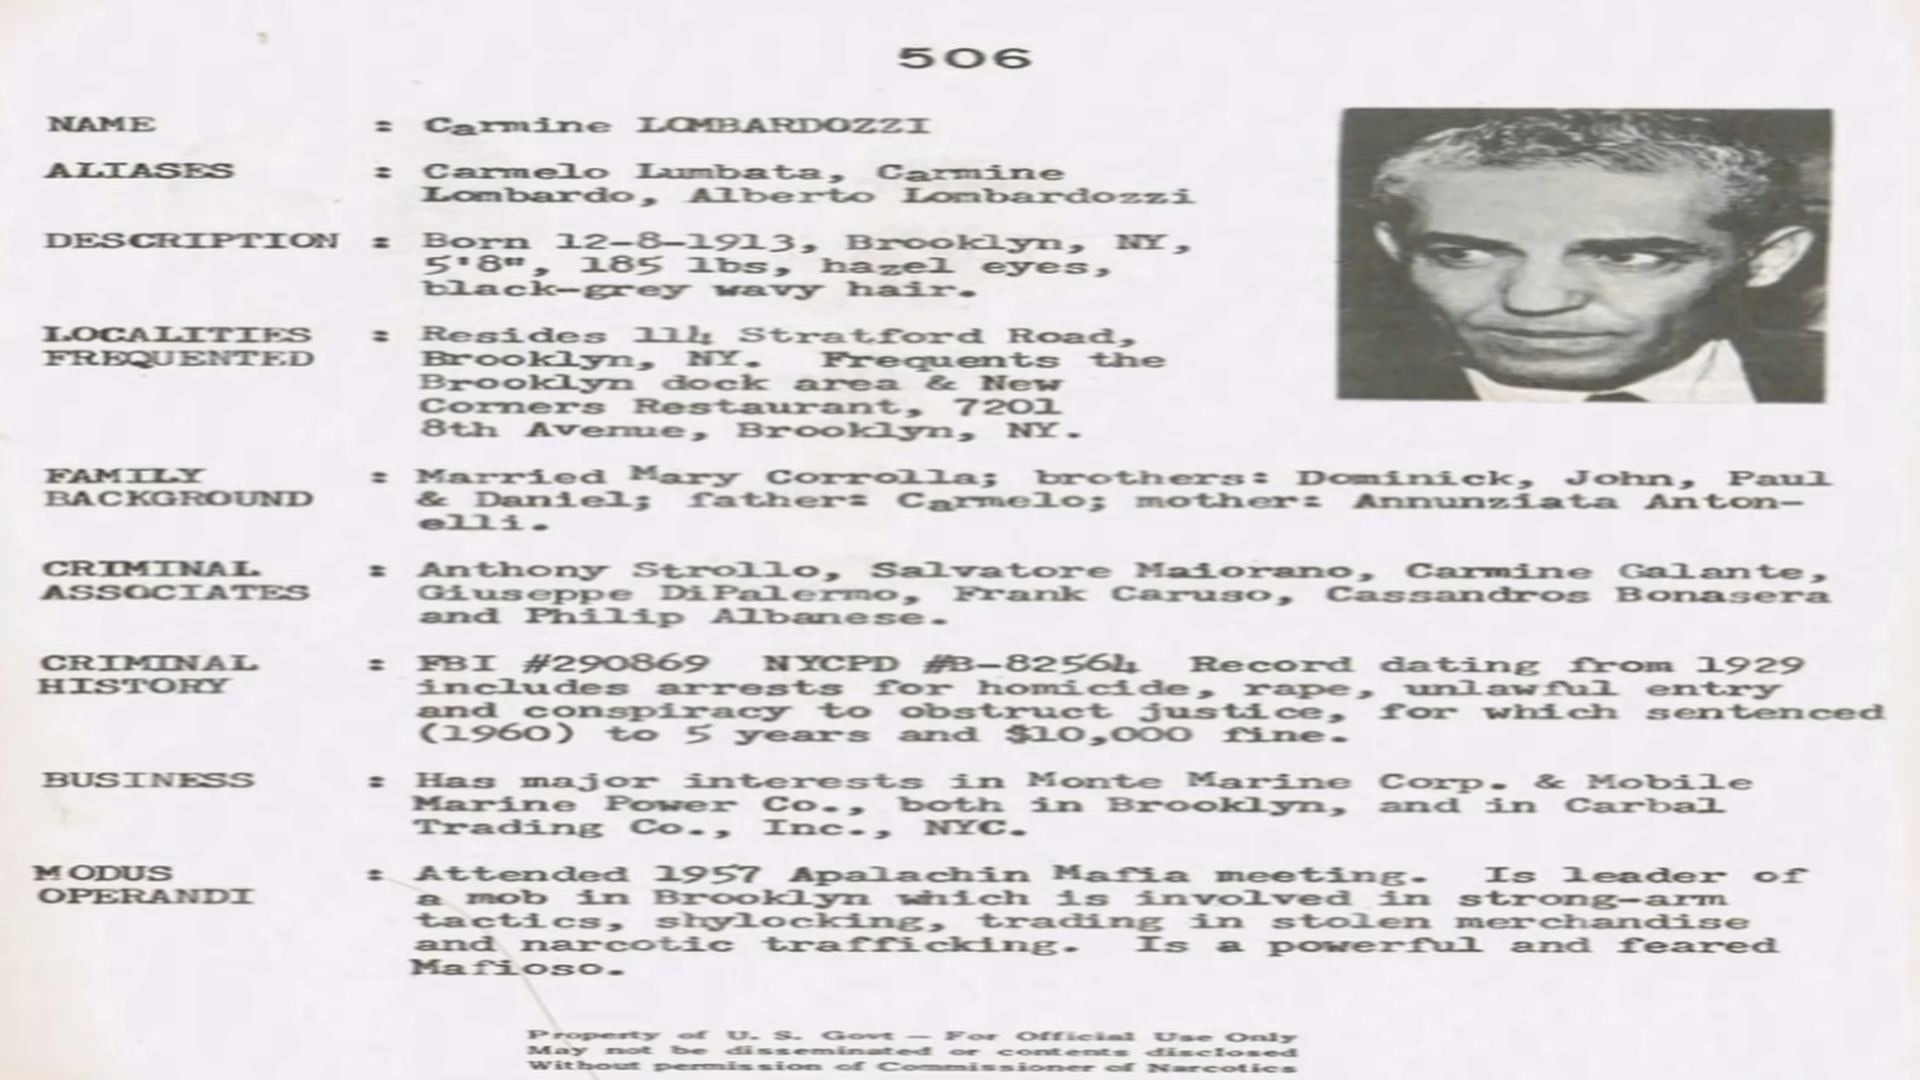 506
NAME : Carmine LOMBARDOZZI
ALIASES : Carmelo Lumbata, Carmine
Lombardo, Alberto Lombardozzi
DESCRIPTION : Born 12-8-1913, Brooklyn, NY,
5'8", 185 lbs, hazel eyes,
black-grey wavy hair.
LOCALITIES : Resides 114 Stratford Road,
FREQUENTED Brooklyn, NY. Frequents the
Brooklyn dock area & New
Corners Restaurant, 7201
8th Avenue, Brooklyn, NY.
FAMILY : Married Mary Corrolla; brothers: Dominick, John, Paul
BACKGROUND & Daniel; father: Carmelo; mother: Annunziata Anton-
elli.
CRIMINAL : Anthony Strollo, Salvatore Maiorano, Carmine Galante,
ASSOCIATES Giuseppe DiPalermo, Frank Caruso, Cassandros Bonasera
and Philip Albanese.
CRIMINAL : FBI #290869 NYCPD #B-82564 Record dating from 1929
HISTORY includes arrests for homicide, rape, unlawful entry
and conspiracy to obstruct justice, for which sentenced
(1960) to 5 years and $10,000 fine.
BUSINESS : Has major interests in Monte Marine Corp. & Mobile
Marine Power Co., both in Brooklyn, and in Carbal
Trading Co., Inc., NYC.
MODUS : Attended 1957 Apalachin Mafia meeting. Is leader of
OPERANDI a mob in Brooklyn which is involved in strong-arm
tactics, shylocking, trading in stolen merchandise
and narcotic trafficking. Is a powerful and feared
Mafioso.
Property of U. S. Govt — For Official Use Only
May not be disseminated or contents disclosed
Without permission of Commissioner of Narcotics